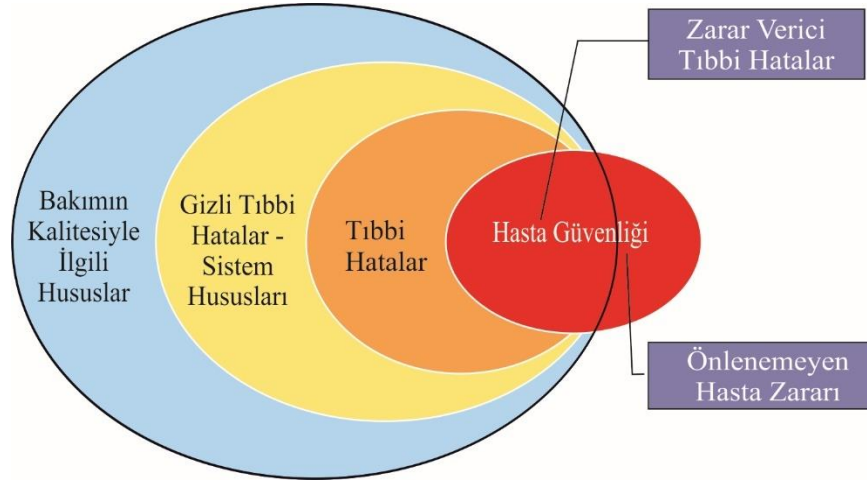 Zarar Verici
Tıbbi Hatalar
Bakımın
Kalitesiyle
İlgili
Hususlar
Gizli Tıbbi
Hatalar -
Sistem
Hususları
Tıbbi
Hatalar
Hasta Güvenliği
Önlenemeyen
Hasta Zararı